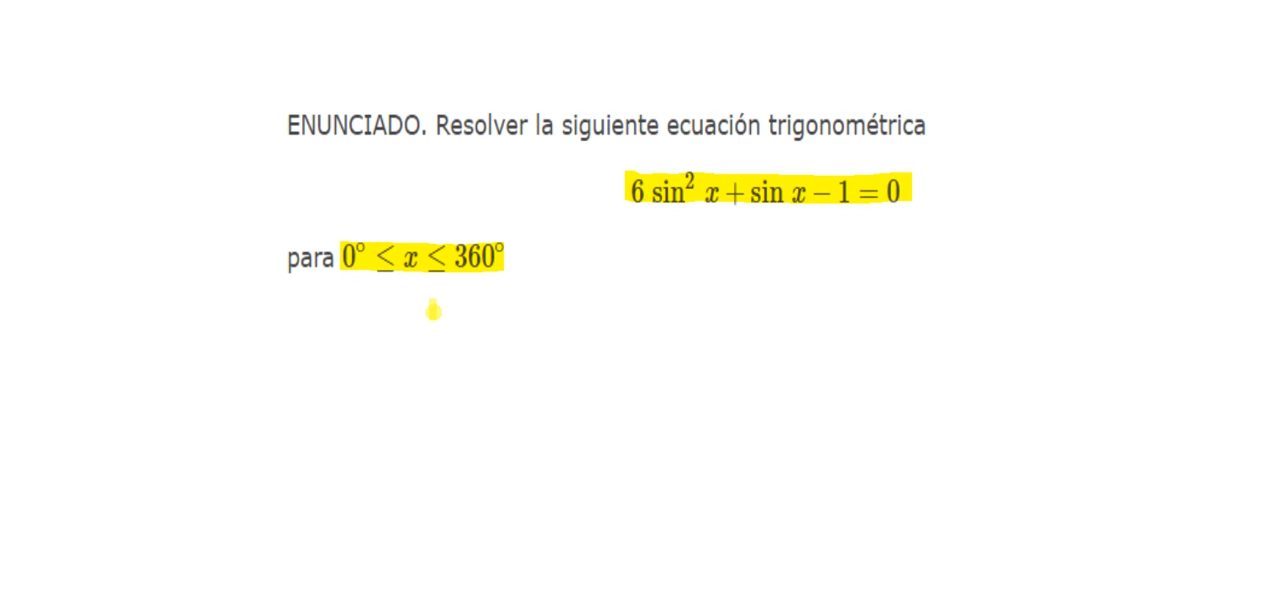 ENUNCIADO. Resolver la siguiente ecuación trigonométrica
6 sin² x + sin x − 1 = 0
para 0° ≤ x ≤ 360°